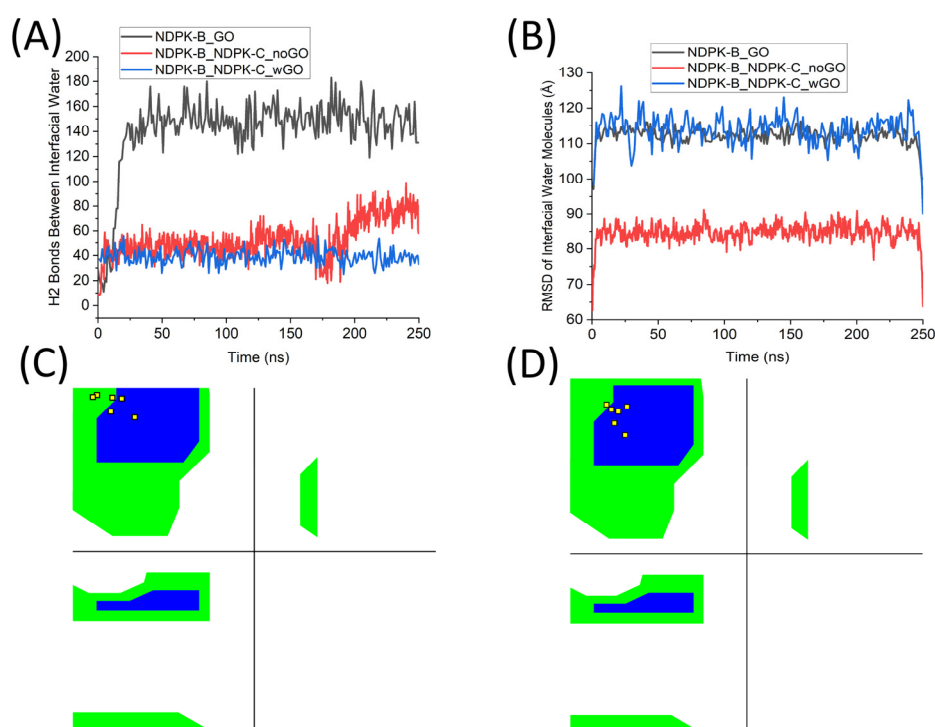 (A)
NDPK-B_GO
NDPK-B_NDPK-C_noGO
NDPK-B_NDPK-C_wGO
H2 Bonds Between Interfacial Water
200
180
160
140
120
100
80
60
40
20
0
0
50
100
150
200
250
Time (ns)
(B)
NDPK-B_GO
NDPK-B_NDPK-C_noGO
NDPK-B_NDPK-C_wGO
RMSD of Interfacial Water Molecules (Å)
130
120
110
100
90
80
70
60
0
50
100
150
200
250
Time (ns)
(C)
(D)